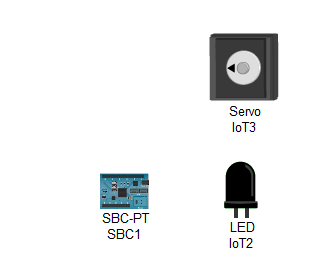 Servo
IoT3
SBC-PT
SBC1
LED
IoT2